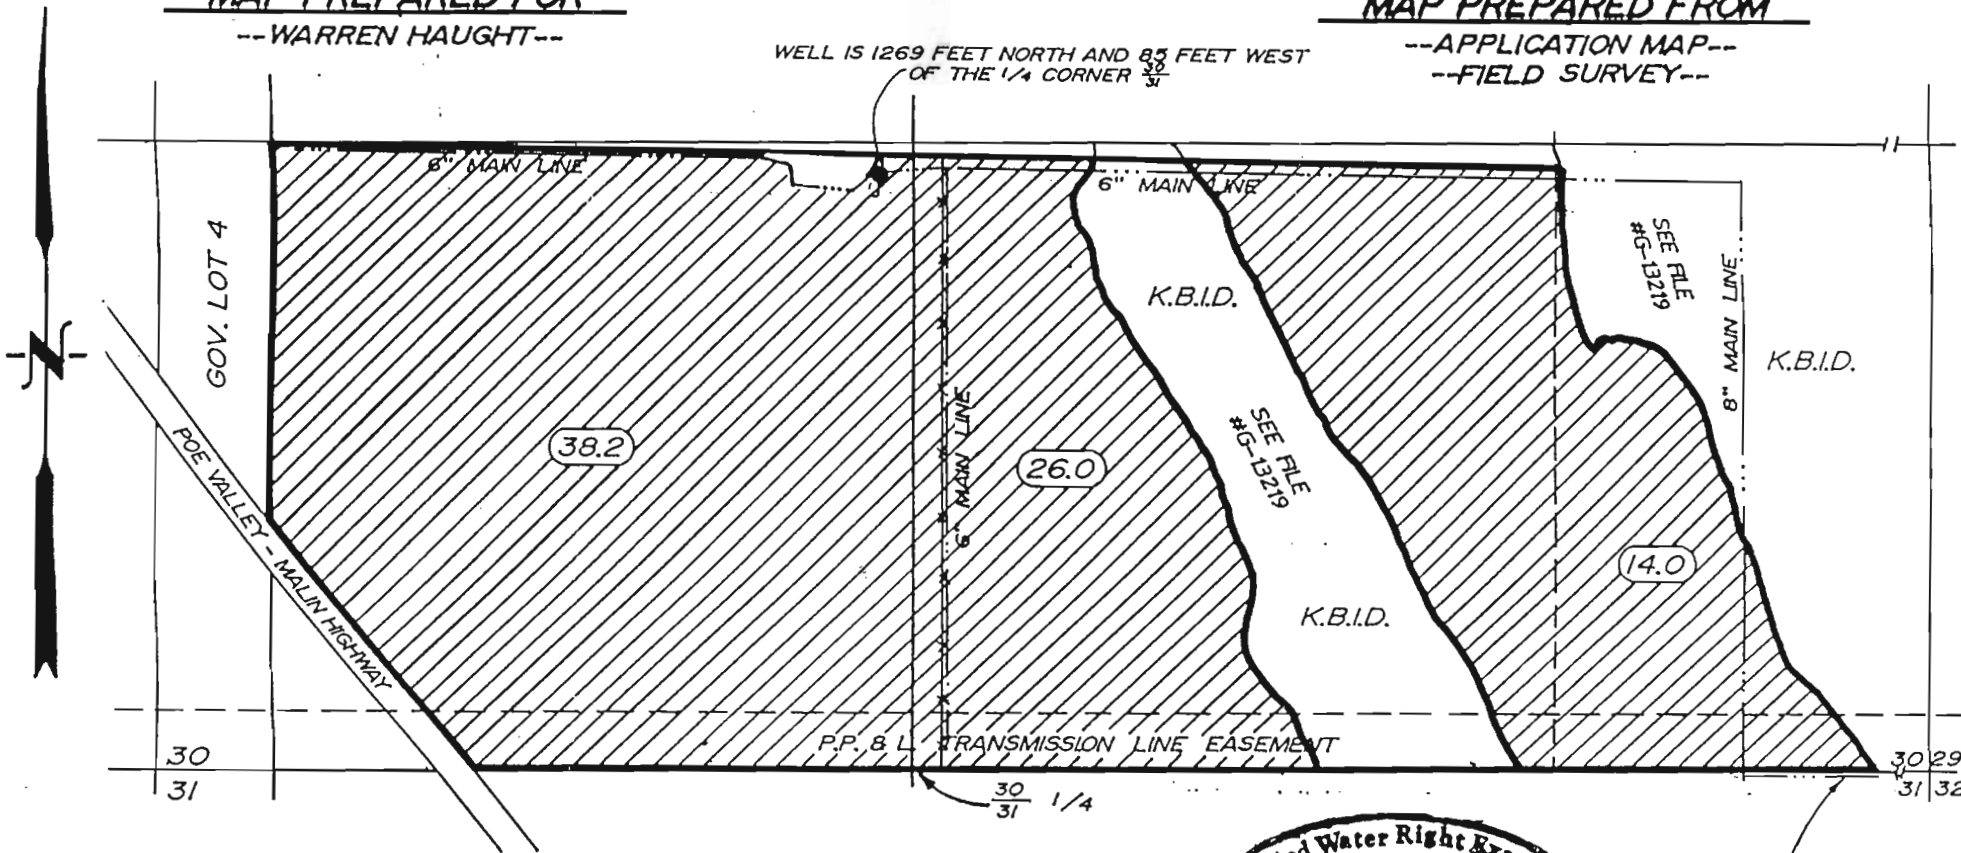 MAP PREPARED FOR
--WARREN HAUGHT--
MAP PREPARED FROM
--APPLICATION MAP--
--FIELD SURVEY--
WELL IS 1269 FEET NORTH AND 85 FEET WEST
OF THE 1/4 CORNER 30/31
6" MAIN LINE
6" MAIN LINE
GOV. LOT 4
K.B.I.D.
SEE FILE
#G-13219
8" MAIN LINE
K.B.I.D.
N
38.2
6" MAIN LINE
26.0
SEE FILE
#G-13219
POE VALLEY - MALIN HIGHWAY
14.0
K.B.I.D.
P.P. & L. TRANSMISSION LINE EASEMENT
30
31
30/31 1/4
30 29
31 32
Water Right